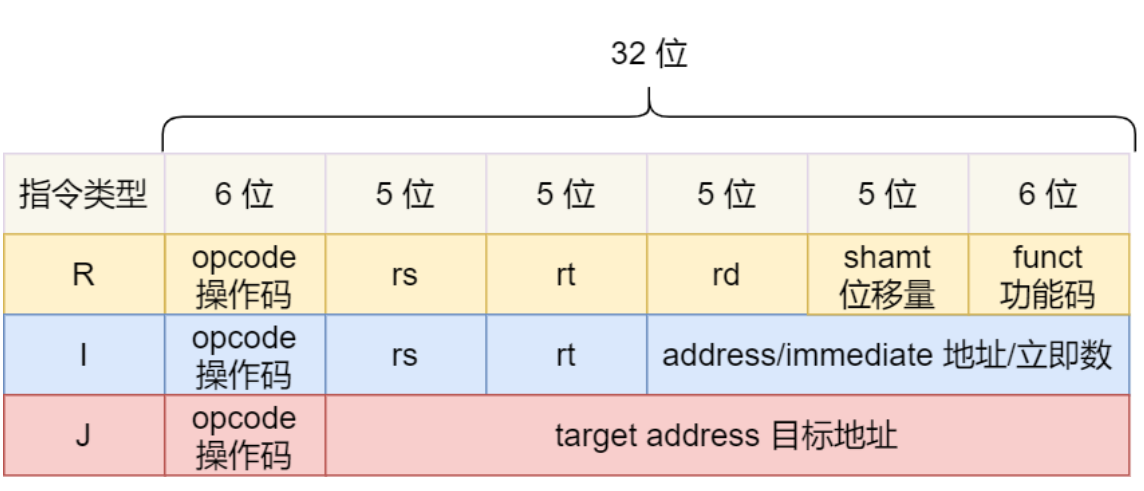 32 位
指令类型 6 位 5 位 5 位 5 位 5 位 6 位
R opcode 操作码 rs rt rd shamt 位移量 funct 功能码
I opcode 操作码 rs rt address/immediate 地址/立即数
J opcode 操作码 target address 目标地址